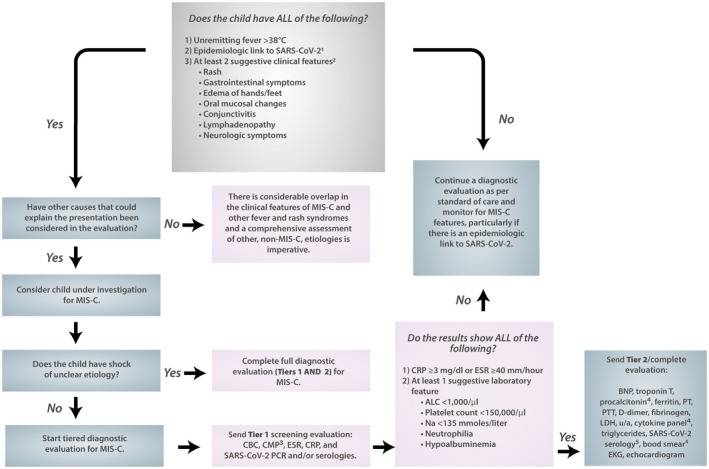 Does the child have ALL of the following?
1) Unremitting fever >38°C
2) Epidemiologic link to SARS-CoV-2¹
3) At least 2 suggestive clinical features²
• Rash
• Gastrointestinal symptoms
• Edema of hands/feet
• Oral mucosal changes
• Conjunctivitis
• Lymphadenopathy
• Neurologic symptoms
Yes
No
Have other causes that could
explain the presentation been
considered in the evaluation?
No
There is considerable overlap in
the clinical features of MIS-C and
other fever and rash syndromes
and a comprehensive assessment
of other, non-MIS-C, etiologies is
imperative.
Continue a diagnostic
evaluation as per
standard of care and
monitor for MIS-C
features, particularly if
there is an epidemiologic
link to SARS-CoV-2.
Yes
Consider child under investigation
for MIS-C.
Does the child have shock
of unclear etiology?
Yes
Complete full diagnostic
evaluation (Tiers 1 AND 2) for
MIS-C.
No
Start tiered diagnostic
evaluation for MIS-C.
Send Tier 1 screening evaluation:
CBC, CMP³, ESR, CRP, and
SARS-CoV-2 PCR and/or serologies.
No
Do the results show ALL of the
following?
1) CRP ≥3 mg/dl or ESR ≥40 mm/hour
2) At least 1 suggestive laboratory
feature
• ALC <1,000/µl
• Platelet count <150,000/µl
• Na <135 mmoles/liter
• Neutrophilia
• Hypoalbuminemia
Yes
Send Tier 2/complete
evaluation:
BNP, troponin T,
procalcitonin⁴, ferritin, PT,
PTT, D-dimer, fibrinogen,
LDH, u/a, cytokine panel⁴,
triglycerides, SARS-CoV-2
serology⁵, bood smear⁴
EKG, echocardiogram